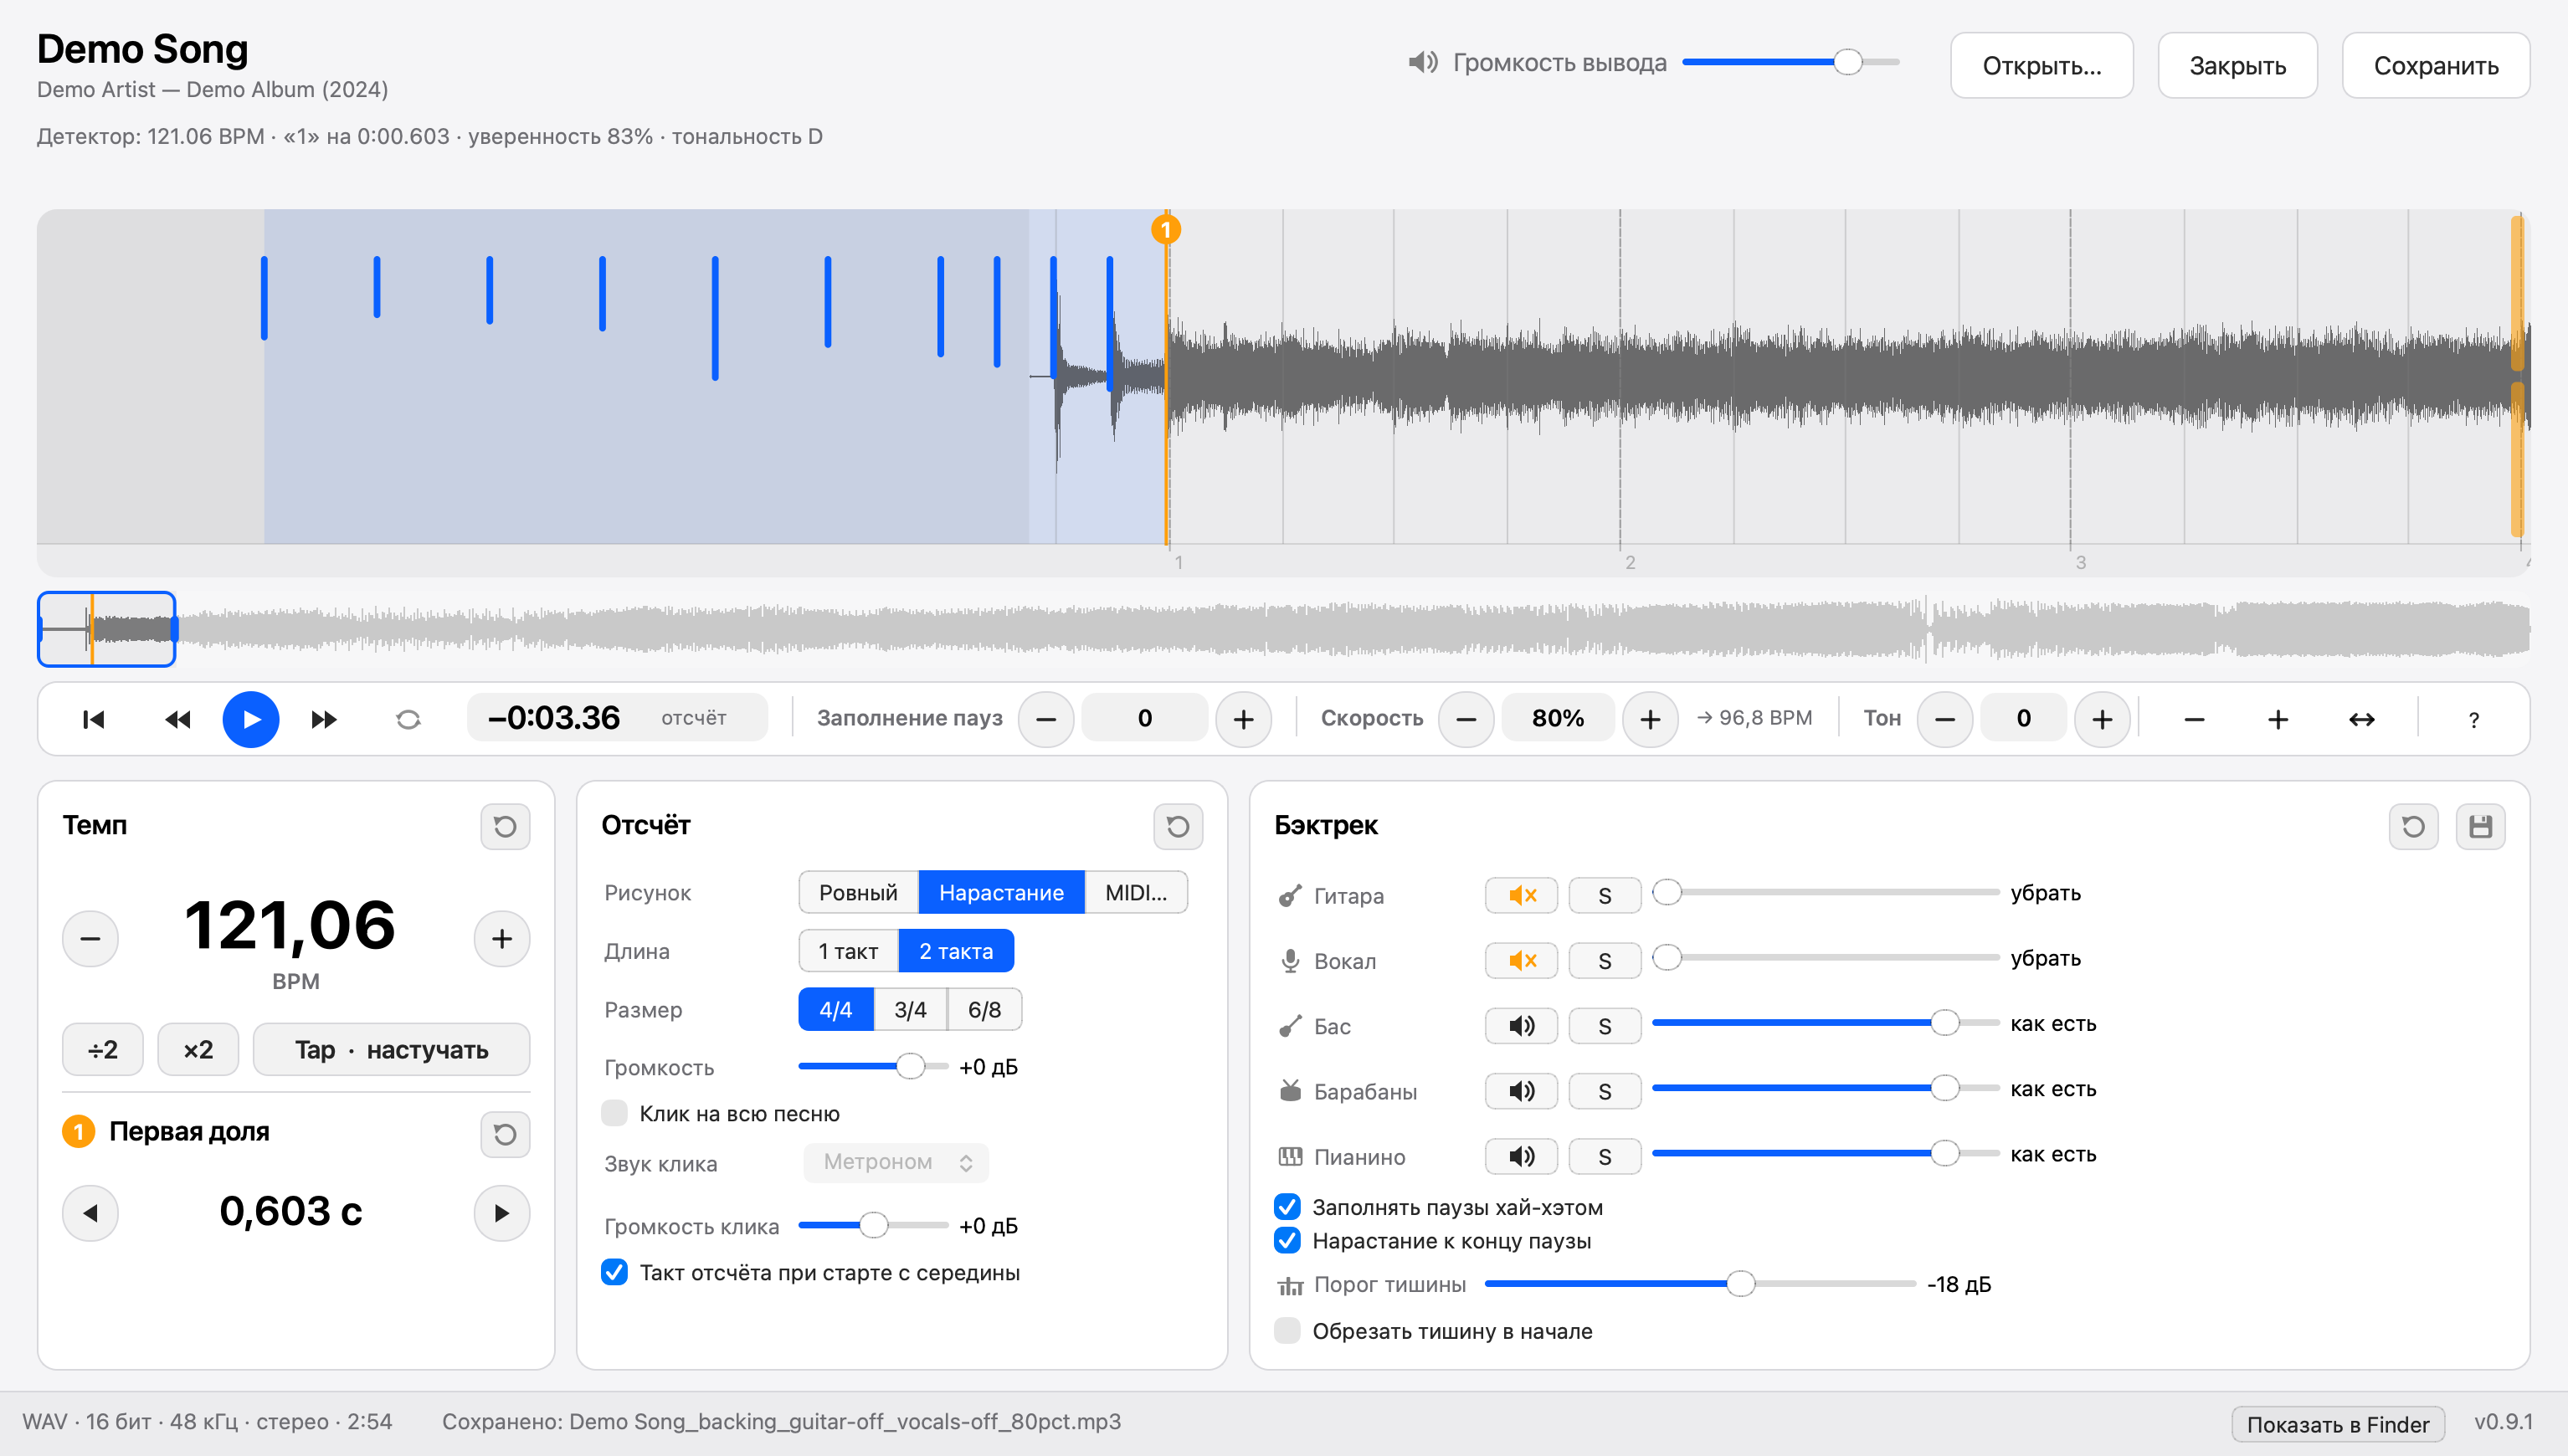 Demo Song
Demo Artist — Demo Album (2024)
Детектор: 121.06 BPM · «1» на 0:00.603 · уверенность 83% · тональность D
Громкость вывода
Открыть...
Закрыть
Сохранить
1
1
2
3
−0:03.36 отсчёт
Заполнение пауз − 0 +
Скорость − 80% + → 96,8 BPM
Тон − 0 +
− + ↔ ?
Темп
− 121,06 +
BPM
÷2 ×2 Tap · настучать
1 Первая доля
0,603 с
Отсчёт
Рисунок Ровный Нарастание MIDI...
Длина 1 такт 2 такта
Размер 4/4 3/4 6/8
Громкость +0 дБ
Клик на всю песню
Звук клика Метроном
Громкость клика +0 дБ
Такт отсчёта при старте с середины
Бэктрек
Гитара S убрать
Вокал S убрать
Бас S как есть
Барабаны S как есть
Пианино S как есть
Заполнять паузы хай-хэтом
Нарастание к концу паузы
Порог тишины -18 дБ
Обрезать тишину в начале
WAV · 16 бит · 48 кГц · стерео · 2:54
Сохранено: Demo Song_backing_guitar-off_vocals-off_80pct.mp3
Показать в Finder
v0.9.1